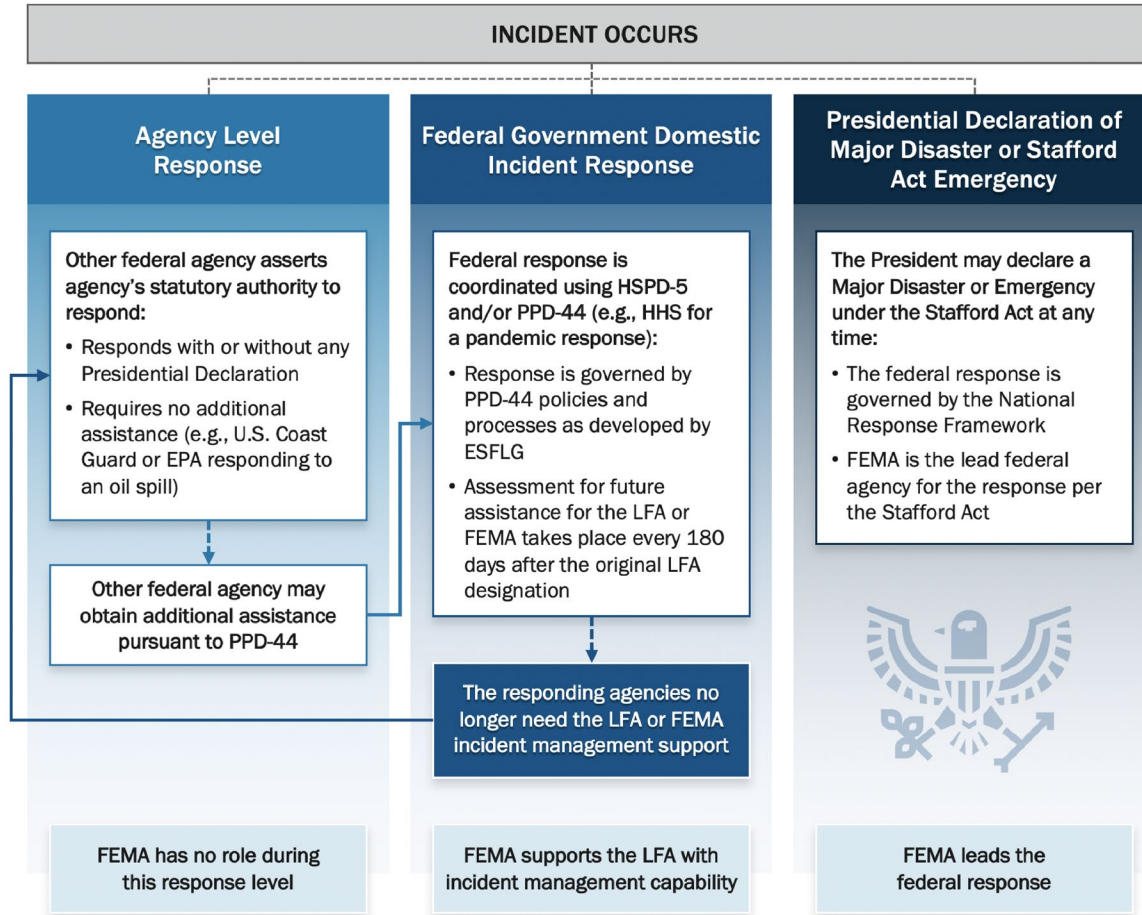 INCIDENT OCCURS
Agency Level
Response
Other federal agency asserts
agency's statutory authority to
respond:
• Responds with or without any
Presidential Declaration
• Requires no additional
assistance (e.g., U.S. Coast
Guard or EPA responding to
an oil spill)
Other federal agency may
obtain additional assistance
pursuant to PPD-44
FEMA has no role during
this response level
Federal Government Domestic
Incident Response
Federal response is
coordinated using HSPD-5
and/or PPD-44 (e.g., HHS for
a pandemic response):
• Response is governed by
PPD-44 policies and
processes as developed by
ESFLG
• Assessment for future
assistance for the LFA or
FEMA takes place every 180
days after the original LFA
designation
The responding agencies no
longer need the LFA or FEMA
incident management support
FEMA supports the LFA with
incident management capability
Presidential Declaration of
Major Disaster or Stafford
Act Emergency
The President may declare a
Major Disaster or Emergency
under the Stafford Act at any
time:
• The federal response is
governed by the National
Response Framework
• FEMA is the lead federal
agency for the response per
the Stafford Act
FEMA leads the
federal response